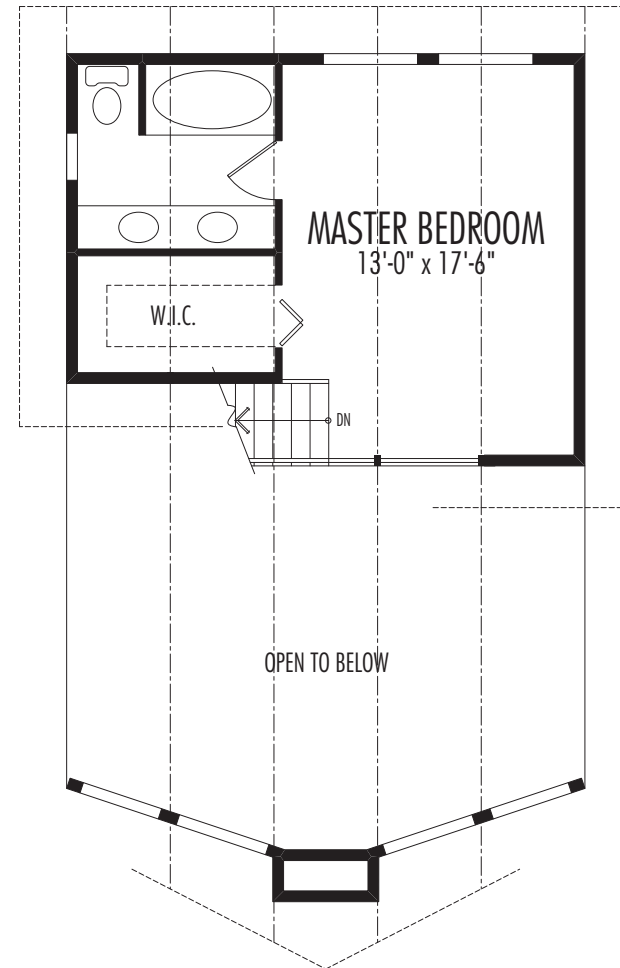 MASTER BEDROOM
13'-0" x 17'-6"
W.I.C.
DN
OPEN TO BELOW